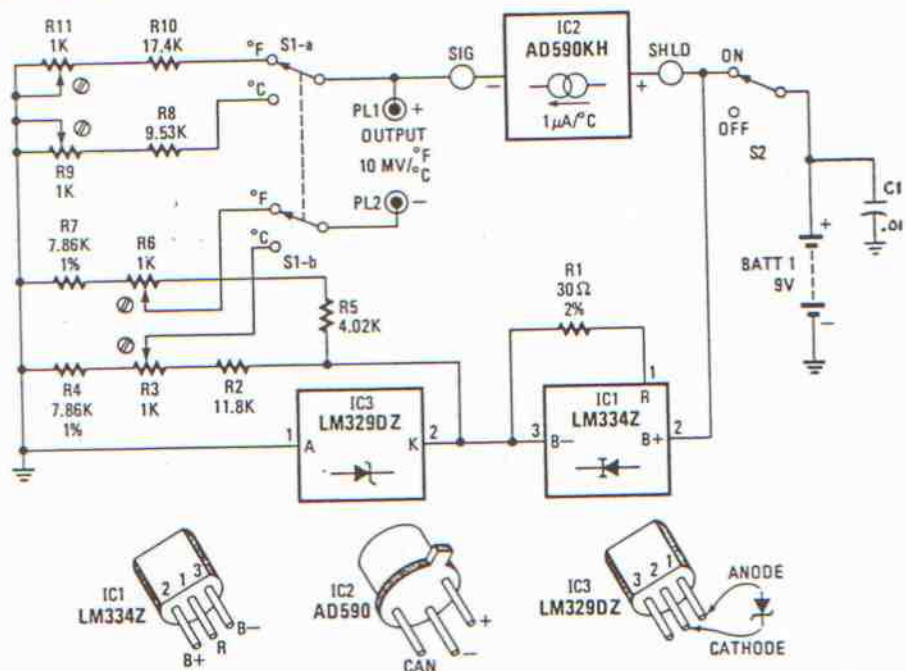 R11
1K
R10
17.4K
°F
S1-a
°C
R8
9.53K
R9
1K
PL1
+
OUTPUT
10 MV/°F
°C
PL2
−
SIG
−
IC2
AD590KH
1µA/°C
+
SHLD
ON
OFF
S2
C1
.01
+
BATT 1
9V
−
°F
°C
S1-b
R7
7.86K
1%
R6
1K
R5
4.02K
R4
7.86K
1%
R3
1K
R2
11.8K
R1
30Ω
2%
1
A
IC3
LM329DZ
K
2
3
B−
IC1
LM334Z
1
R
B+
2
IC1
LM334Z
2 1 3
B+
R
B−
IC2
AD590
CAN
−
+
IC3
LM329DZ
3 2 1
ANODE
CATHODE